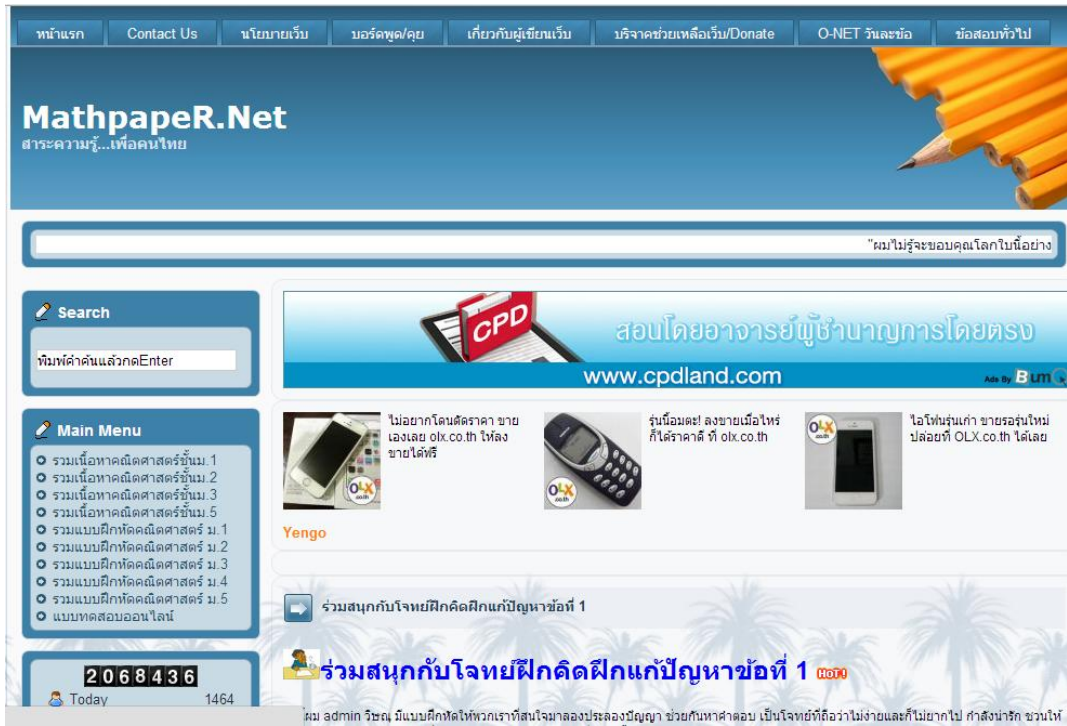 หน้าแรก
Contact Us
นโยบายเว็บ
บอร์ดพูด/คุย
เกี่ยวกับผู้เขียนเว็บ
บริจาคช่วยเหลือเว็บ/Donate
O-NET วันละข้อ
ข้อสอบทั่วไป
MathpapeR.Net
สาระความรู้...เพื่อคนไทย
"ผมไม่รู้จะขอบคุณโลกใบนี้อย่าง
Search
พิมพ์คำค้นแล้วกดEnter
CPD
สอนโดยอาจารย์ผู้ชำนาญการโดยตรง
www.cpdland.com
Ads By Bum
Main Menu
รวมเนื้อหาคณิตศาสตร์ชั้นม.1
รวมเนื้อหาคณิตศาสตร์ชั้นม.2
รวมเนื้อหาคณิตศาสตร์ชั้นม.3
รวมเนื้อหาคณิตศาสตร์ชั้นม.5
รวมแบบฝึกหัดคณิตศาสตร์ ม.1
รวมแบบฝึกหัดคณิตศาสตร์ ม.2
รวมแบบฝึกหัดคณิตศาสตร์ ม.3
รวมแบบฝึกหัดคณิตศาสตร์ ม.4
รวมแบบฝึกหัดคณิตศาสตร์ ม.5
แบบทดสอบออนไลน์
ไม่อยากโดนตัดราคา ขาย
เองเลย olx.co.th ให้ลง
ขายได้ฟรี
OLX
.co.th
รุ่นนี้อมตะ! ลงขายเมื่อไหร่
ก็ได้ราคาดี ที่ olx.co.th
OLX
.co.th
ไอโฟนรุ่นเก่า ขายรอรุ่นใหม่
ปล่อยที่ OLX.co.th ได้เลย
OLX
.co.th
Yengo
ร่วมสนุกกับโจทย์ฝึกคิดฝึกแก้ปัญหาข้อที่ 1
ร่วมสนุกกับโจทย์ฝึกคิดฝึกแก้ปัญหาข้อที่ 1 HOT!
2068436
Today 1464
ผม admin วิษณุ มีแบบฝึกหัดให้พวกเราที่สนใจมาลองประลองปัญญา ช่วยกันหาคำตอบ เป็นโจทย์ที่ถือว่าไม่ง่ายและก็ไม่ยากไป กำลังน่ารัก ชวนให้